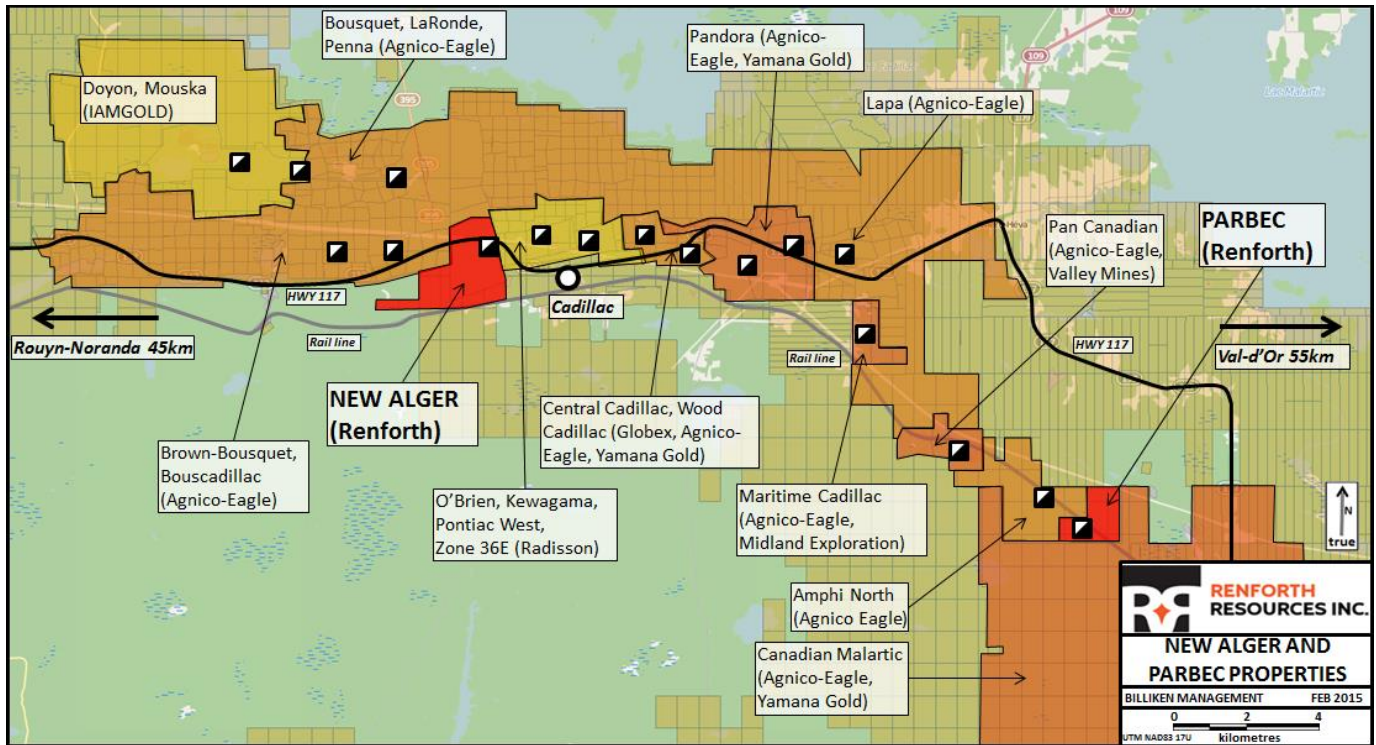 Bousquet, LaRonde,
Penna (Agnico-Eagle)
Pandora (Agnico-
Eagle, Yamana Gold)
109
Lac Malartic
Doyon, Mouska
(IAMGOLD)
395
Lapa (Agnico-Eagle)
PARBEC
(Renforth)
Pan Canadian
(Agnico-Eagle,
Valley Mines)
HWY 117
Cadillac
Rouyn-Noranda 45km
Rail line
Rail line
HWY 117
Val-d’Or 55km
NEW ALGER
(Renforth)
Central Cadillac, Wood
Cadillac (Globex, Agnico-
Eagle, Yamana Gold)
Brown-Bousquet,
Bouscadillac
(Agnico-Eagle)
O’Brien, Kewagama,
Pontiac West,
Zone 36E (Radisson)
Maritime Cadillac
(Agnico-Eagle,
Midland Exploration)
N
true
Amphi North
(Agnico Eagle)
Canadian Malartic
(Agnico-Eagle,
Yamana Gold)
RENFORTH
RESOURCES INC.
NEW ALGER AND
PARBEC PROPERTIES
BILLIKEN MANAGEMENT FEB 2015
0 2 4
UTM NAD83 17U kilometres